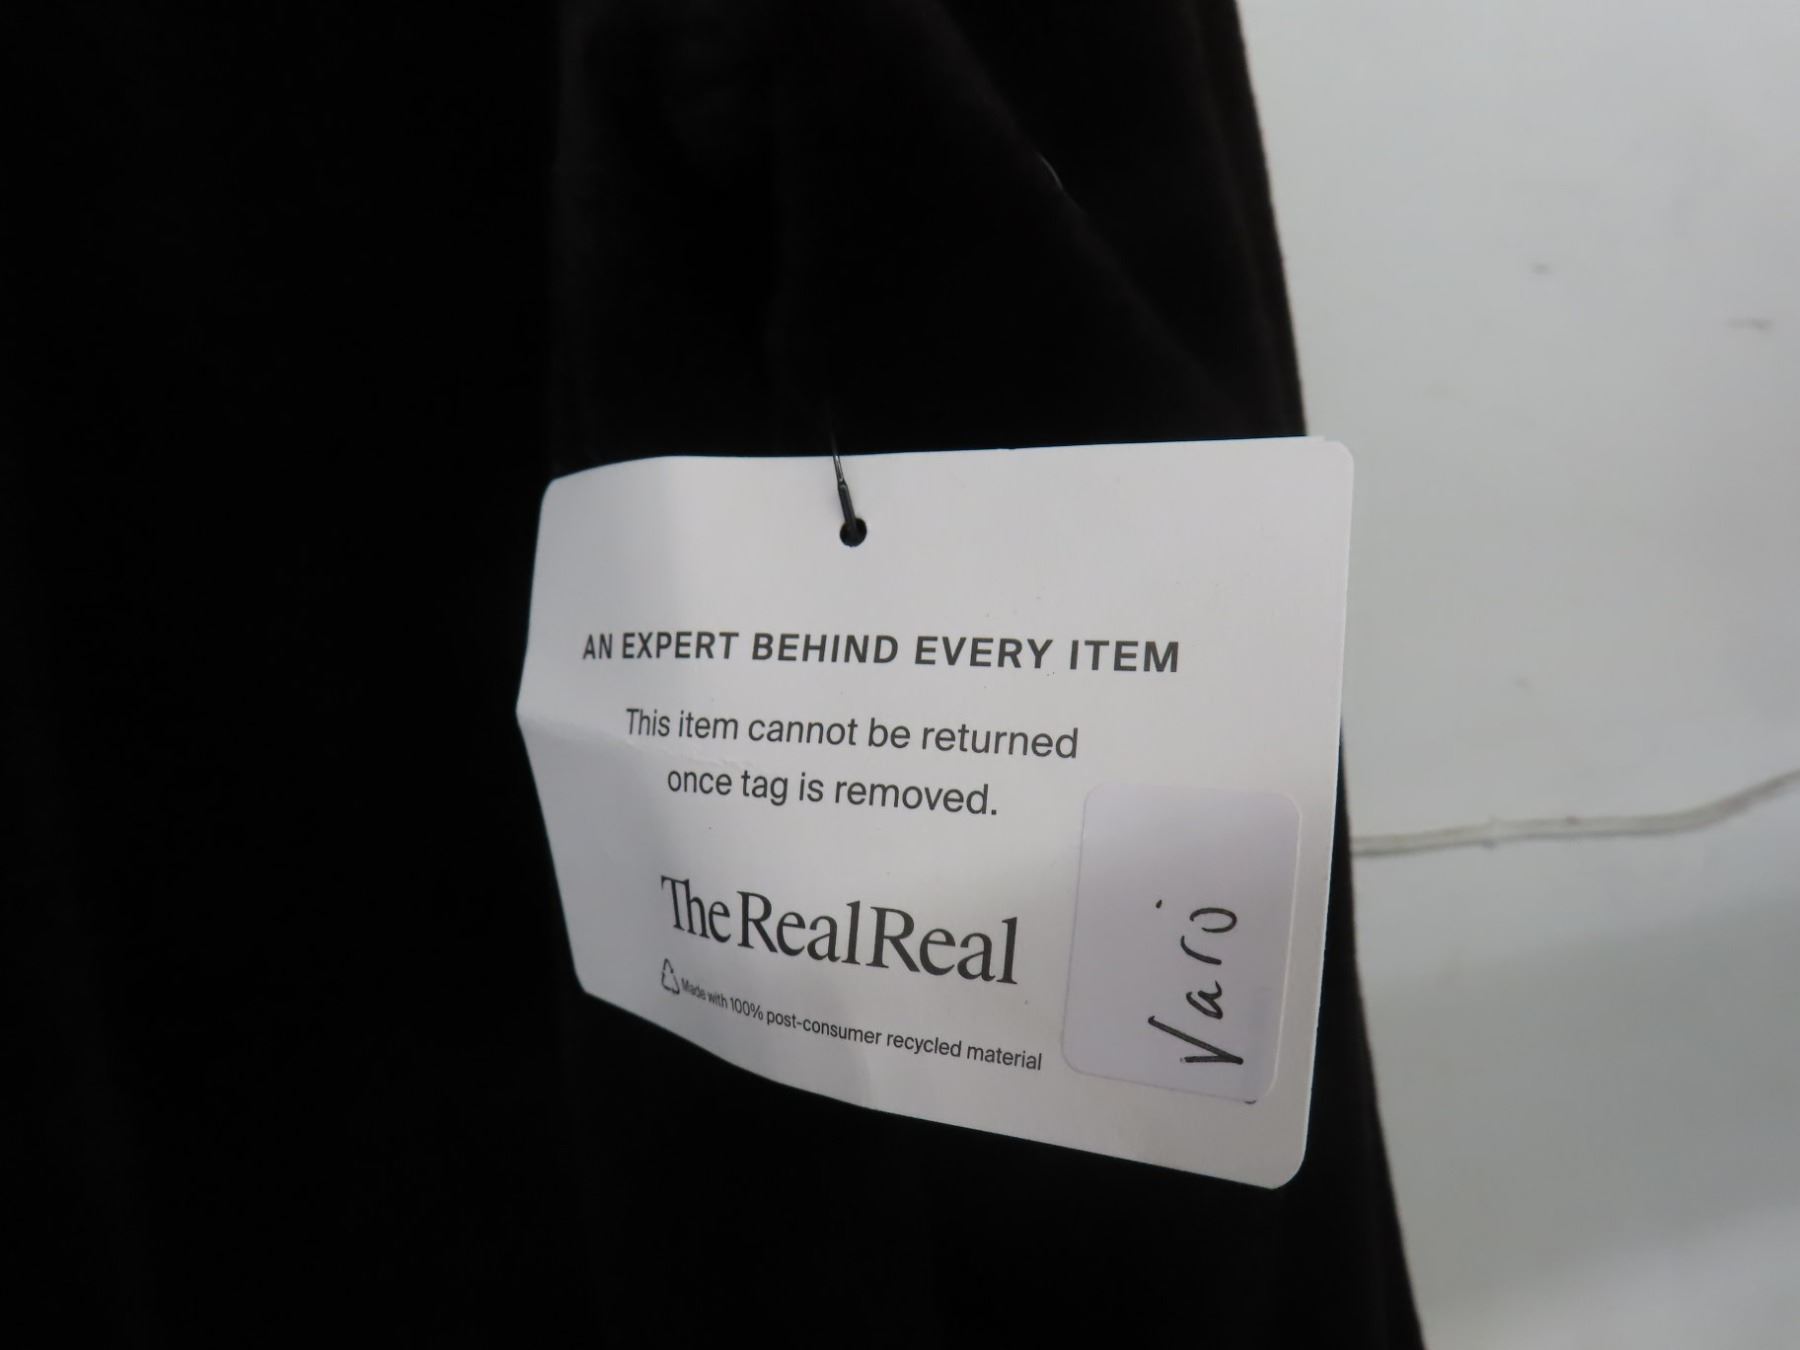 AN EXPERT BEHIND EVERY ITEM
This item cannot be returned
once tag is removed.
TheRealReal
Made with 100% post-consumer recycled material